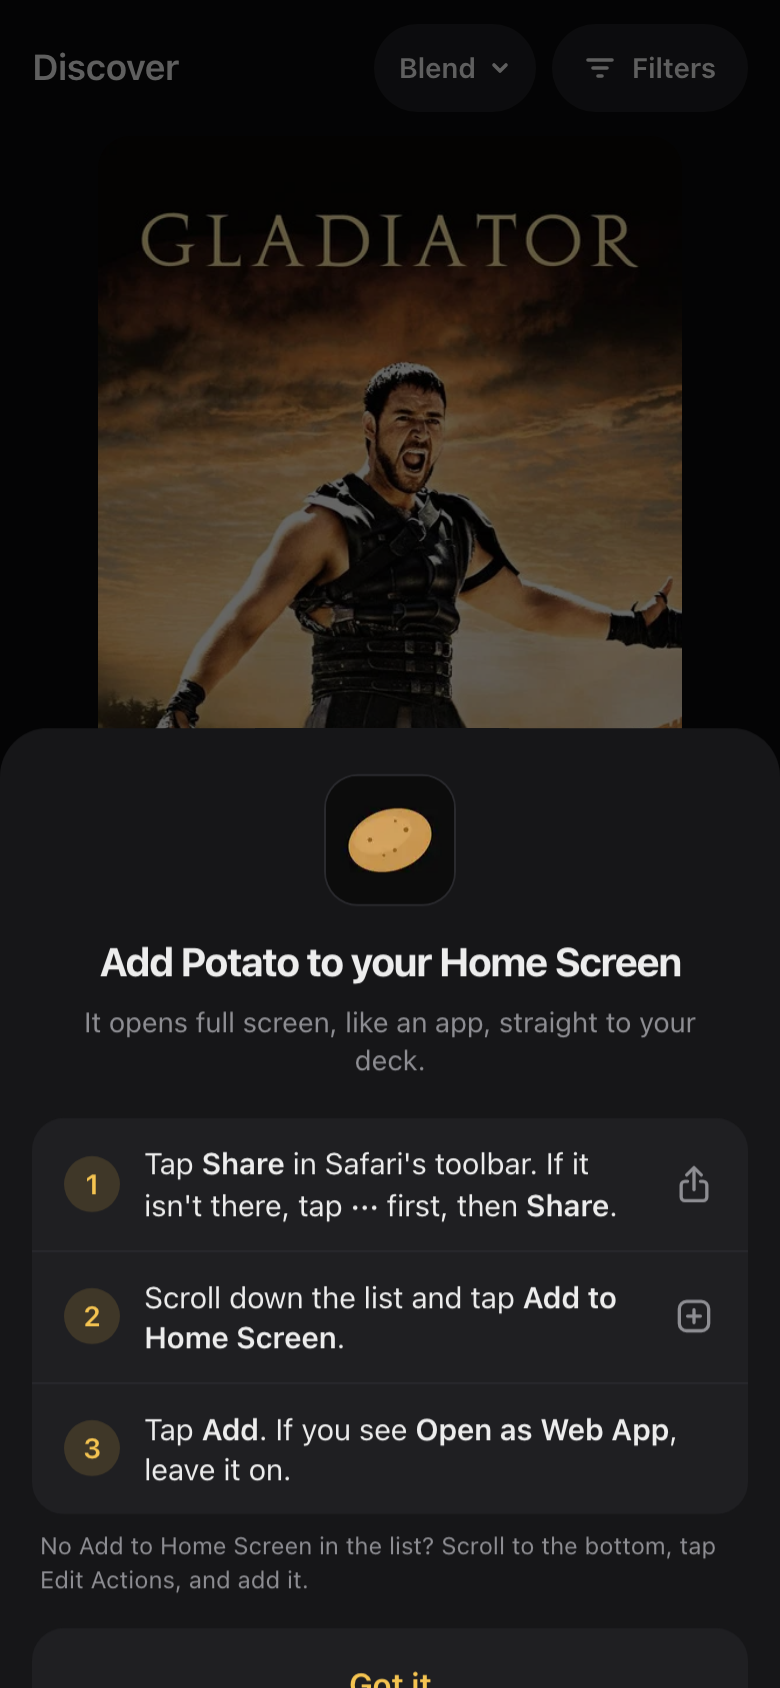 Discover
Blend
Filters
GLADIATOR
Add Potato to your Home Screen
It opens full screen, like an app, straight to your
deck.
1
Tap Share in Safari's toolbar. If it
isn't there, tap ··· first, then Share.
2
Scroll down the list and tap Add to
Home Screen.
3
Tap Add. If you see Open as Web App,
leave it on.
No Add to Home Screen in the list? Scroll to the bottom, tap
Edit Actions, and add it.
Got it